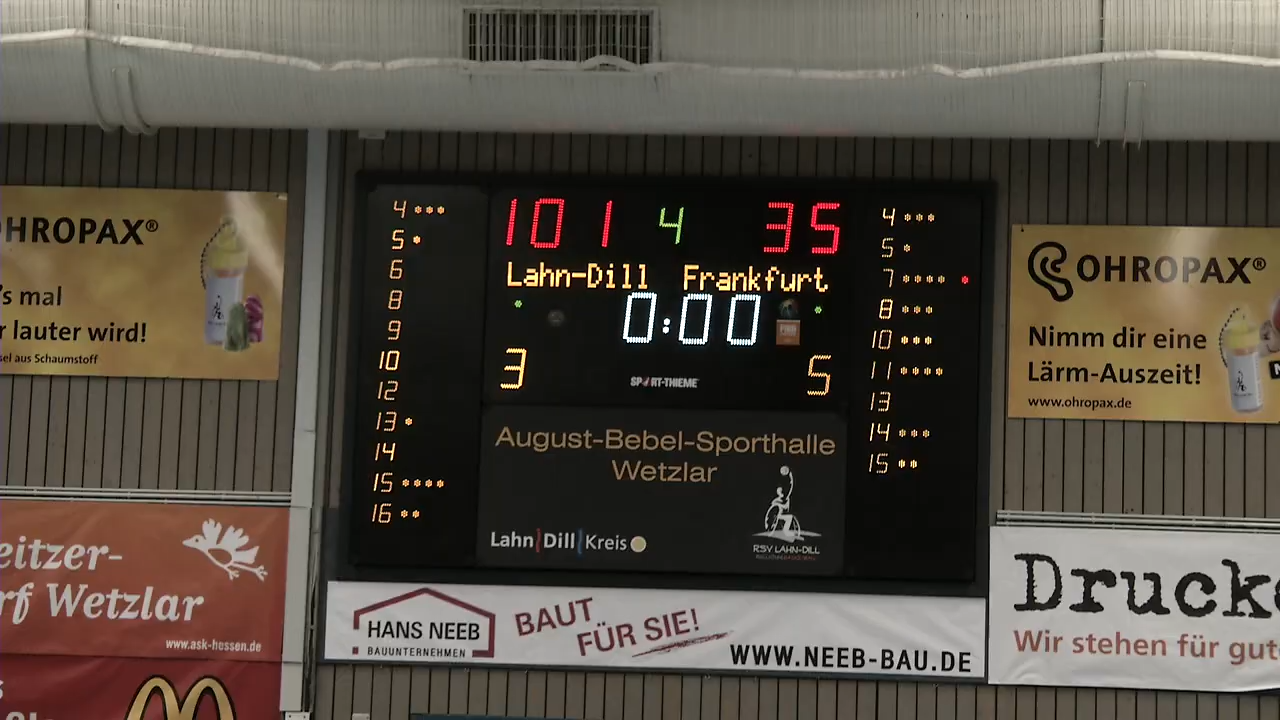 OHROPAX®
's mal
r lauter wird!
sel aus Schaumstoff
eitzer-
rf Wetzlar
www.ask-hessen.de
4 ***
5 *
6
8
9
10
12
13 *
14
15 ****
16 **
101 4 35
Lahn-Dill Frankfurt
0:00
3 5
SPORT-THIEME
August-Bebel-Sporthalle
Wetzlar
Lahn Dill Kreis
RSV LAHN-DILL
4 ***
5 *
7 **** *
8 ***
10 ***
11 ****
13
14 ***
15 **
HANS NEEB
BAUUNTERNEHMEN
BAUT
FÜR SIE!
WWW.NEEB-BAU.DE
OHROPAX®
Nimm dir eine
Lärm-Auszeit!
www.ohropax.de
Drucke
Wir stehen für gut